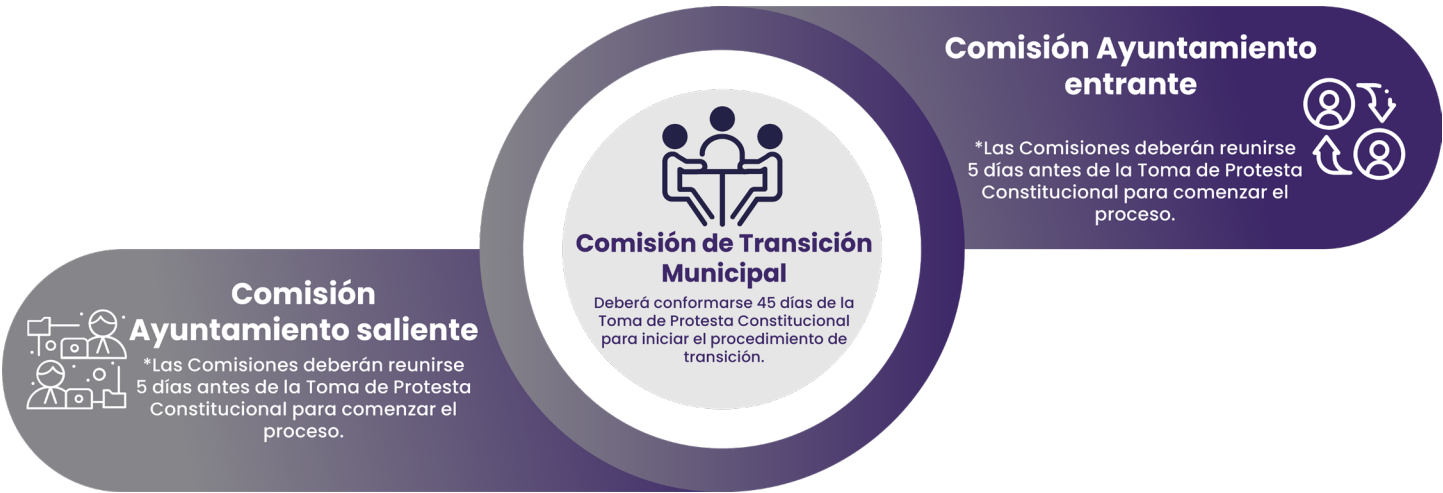 Comisión
Ayuntamiento saliente
*Las Comisiones deberán reunirse
5 días antes de la Toma de Protesta
Constitucional para comenzar el
proceso.
Comisión de Transición
Municipal
Deberá conformarse 45 días de la
Toma de Protesta Constitucional
para iniciar el procedimiento de
transición.
Comisión Ayuntamiento
entrante
*Las Comisiones deberán reunirse
5 días antes de la Toma de Protesta
Constitucional para comenzar el
proceso.